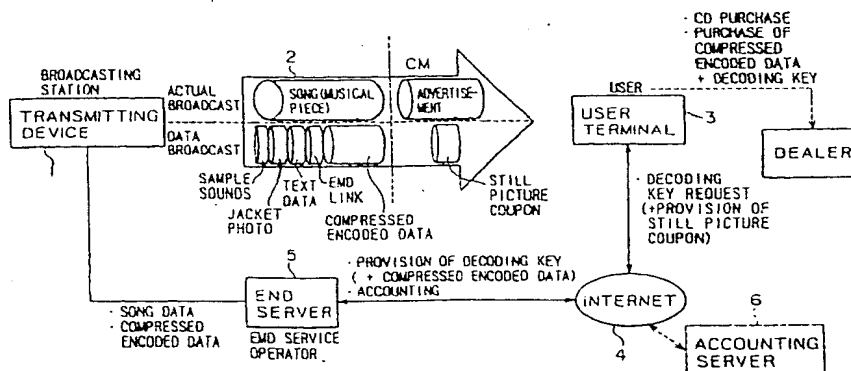 BROADCASTING
STATION
TRANSMITTING
DEVICE
1
ACTUAL
BROADCAST
DATA
BROADCAST
2
CM
SONG(MUSICAL
PIECE)
ADVERTISE-
MENT
SAMPLE
SOUNDS
JACKET
PHOTO
TEXT
DATA
EMD
LINK
COMPRESSED
ENCODED DATA
STILL
PICTURE
COUPON
USER
USER
TERMINAL
3
· CD PURCHASE
· PURCHASE OF
COMPRESSED
ENCODED DATA
+ DECODING KEY
DEALER
· DECODING
KEY REQUEST
(+PROVISION OF
STILL PICTURE
COUPON)
5
END
SERVER
EMD SERVICE
OPERATOR
· SONG DATA
· COMPRESSED
ENCODED DATA
· PROVISION OF DECODING KEY
( + COMPRESSED ENCODED DATA)
· ACCOUNTING
iNTERNET
4
6
ACCOUNTING
SERVER